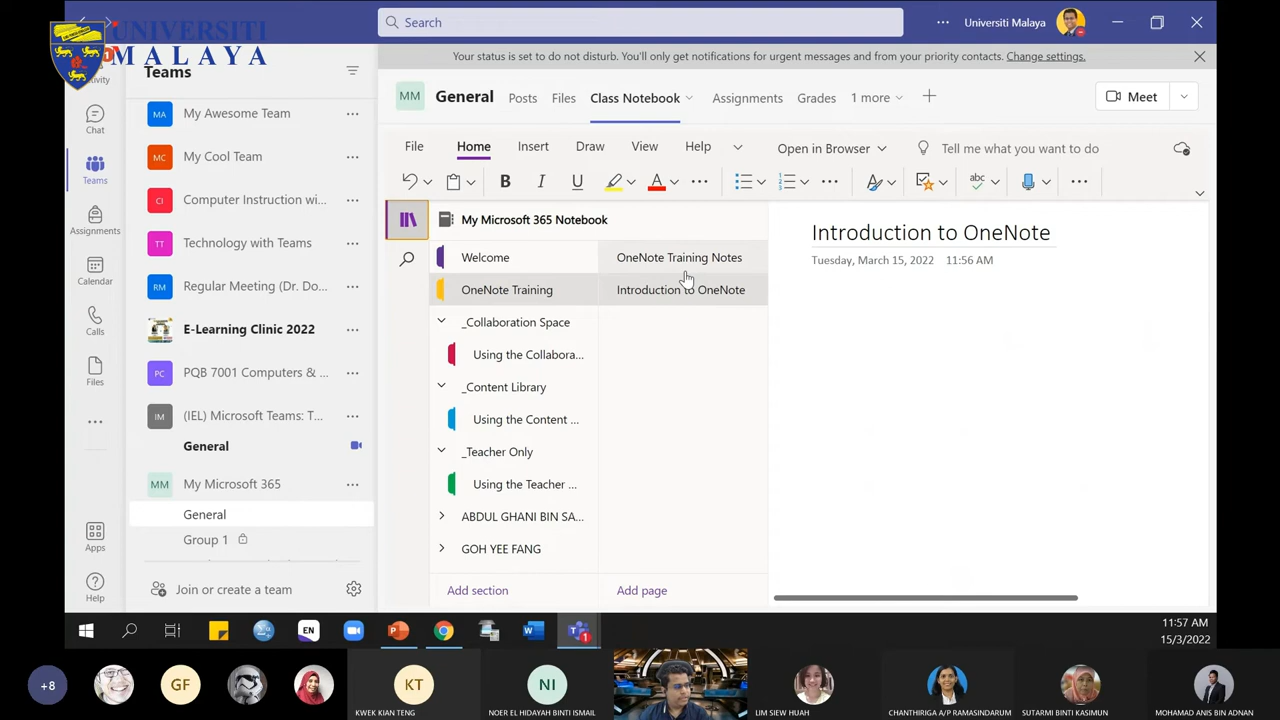 UNIVERSITI
MALAYA
Search
Universiti Malaya
Your status is set to do not disturb. You'll only get notifications for urgent messages and from your priority contacts. Change settings.
Teams
MM
General
Posts
Files
Class Notebook
Assignments
Grades
1 more
Meet
Chat
Teams
Assignments
Calendar
Calls
Files
Apps
Help
MA My Awesome Team
MC My Cool Team
CI Computer Instruction wi...
TT Technology with Teams
RM Regular Meeting (Dr. Do...
E-Learning Clinic 2022
PC PQB 7001 Computers & ...
IM (IEL) Microsoft Teams: T...
General
MM My Microsoft 365
General
Group 1
Join or create a team
File
Home
Insert
Draw
View
Help
Open in Browser
Tell me what you want to do
B I U A abc
My Microsoft 365 Notebook
Welcome
OneNote Training
_Collaboration Space
Using the Collabora...
_Content Library
Using the Content ...
_Teacher Only
Using the Teacher ...
ABDUL GHANI BIN SA...
GOH YEE FANG
Add section
OneNote Training Notes
Introduction to OneNote
Add page
Introduction to OneNote
Tuesday, March 15, 2022 11:56 AM
EN
11:57 AM
15/3/2022
+8
GF
KT
KWEK KIAN TENG
NI
NOER EL HIDAYAH BINTI ISMAIL
LIM SIEW HUAH
CHANTHIRIGA A/P RAMASINDARUM
SUTARMI BINTI KASIMUN
MOHAMAD ANIS BIN ADNAN